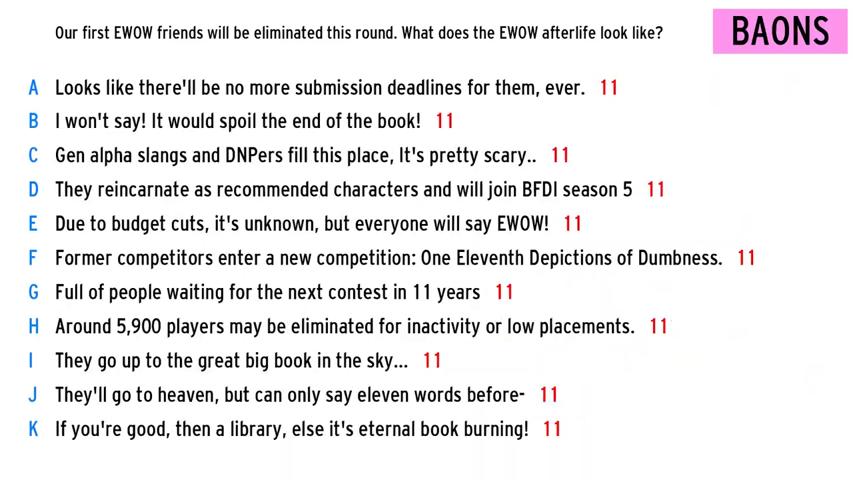 Our first EWOW friends will be eliminated this round. What does the EWOW afterlife look like?
BAONS
A Looks like there'll be no more submission deadlines for them, ever. 11
B I won't say! It would spoil the end of the book! 11
C Gen alpha slangs and DNPers fill this place, It's pretty scary.. 11
D They reincarnate as recommended characters and will join BFDI season 5 11
E Due to budget cuts, it's unknown, but everyone will say EWOW! 11
F Former competitors enter a new competition: One Eleventh Depictions of Dumbness. 11
G Full of people waiting for the next contest in 11 years 11
H Around 5,900 players may be eliminated for inactivity or low placements. 11
I They go up to the great big book in the sky... 11
J They'll go to heaven, but can only say eleven words before- 11
K If you're good, then a library, else it's eternal book burning! 11